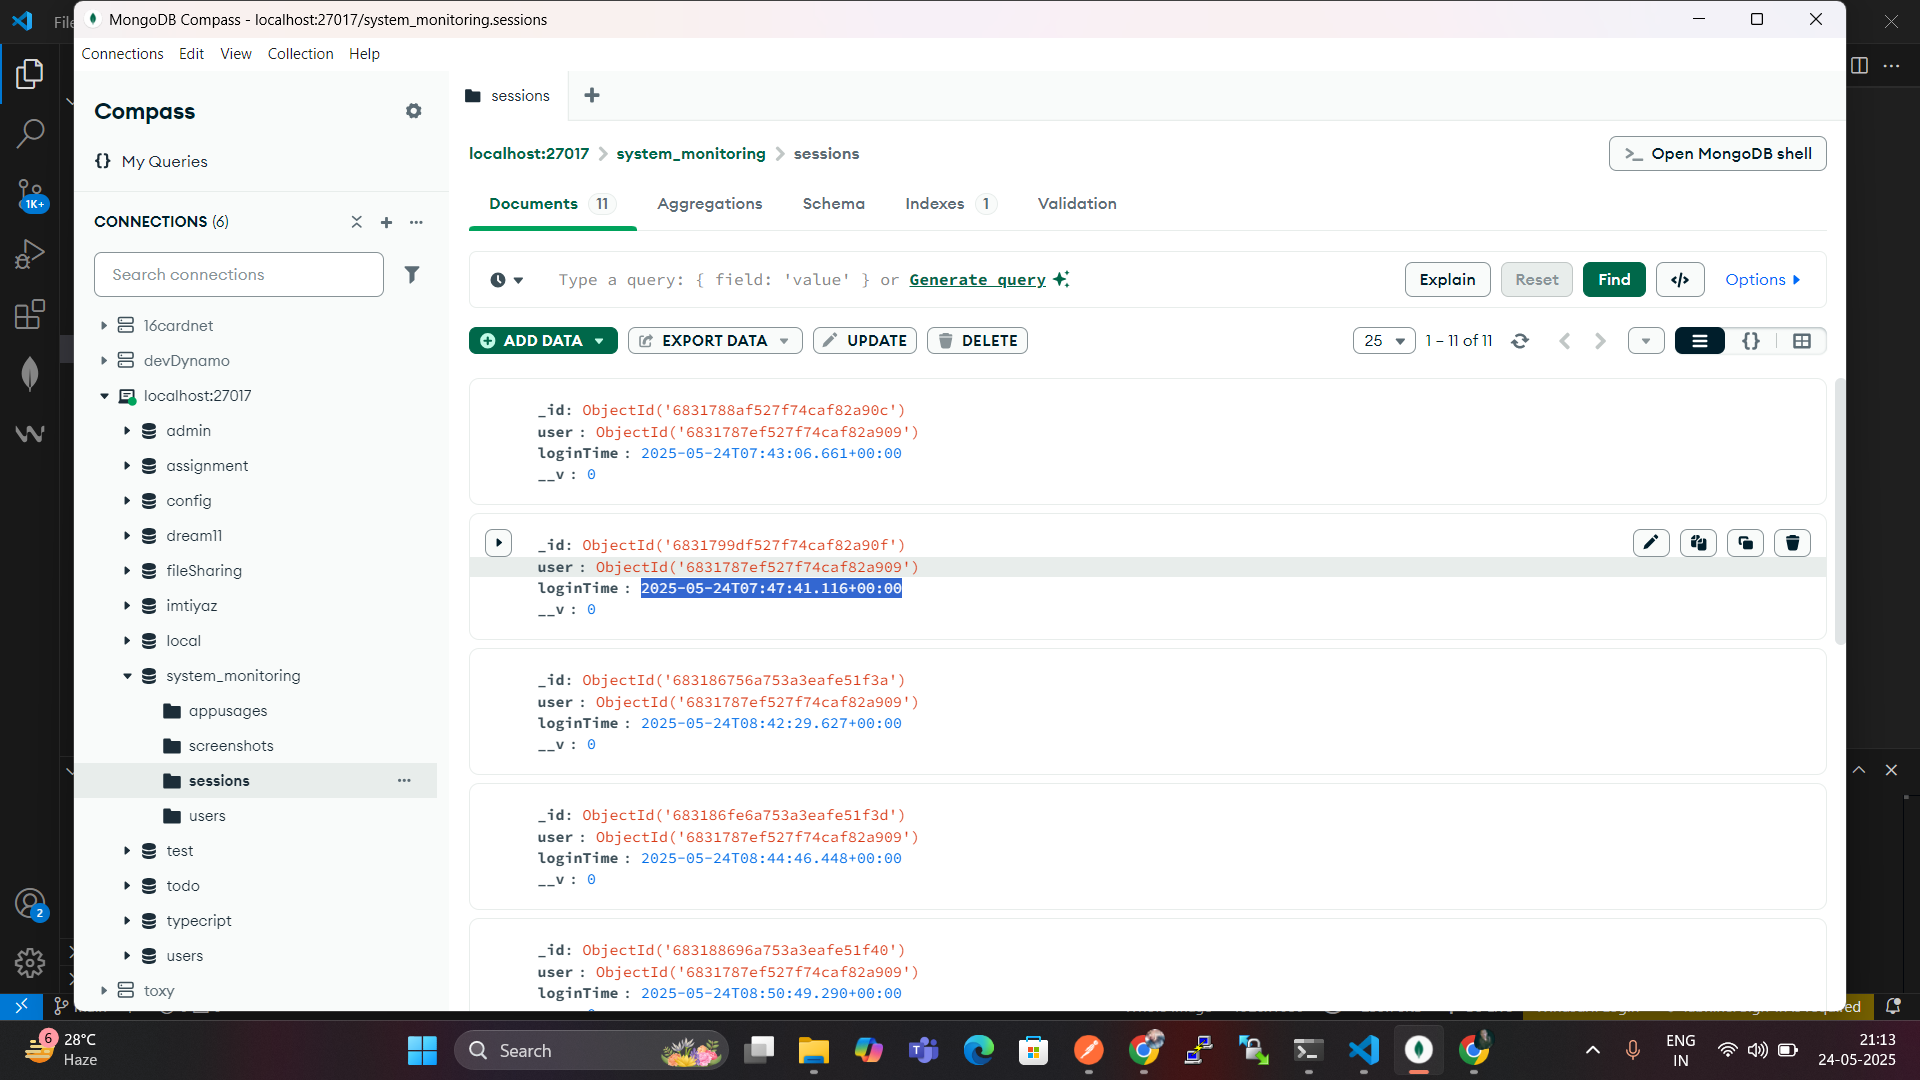 File
MongoDB Compass - localhost:27017/system_monitoring.sessions
Connections Edit View Collection Help
Compass
{} My Queries
CONNECTIONS (6)
Search connections
16cardnet
devDynamo
localhost:27017
admin
assignment
config
dream11
fileSharing
imtiyaz
local
system_monitoring
appusages
screenshots
sessions
users
test
todo
typecript
users
toxy
1K+
2
sessions
localhost:27017 > system_monitoring > sessions
>_ Open MongoDB shell
Documents 11 Aggregations Schema Indexes 1 Validation
Type a query: { field: 'value' } or Generate query
Explain Reset Find </> Options
ADD DATA EXPORT DATA UPDATE DELETE
25 1 – 11 of 11 {}
_id: ObjectId('6831788af527f74caf82a90c')
user : ObjectId('6831787ef527f74caf82a909')
loginTime : 2025-05-24T07:43:06.661+00:00
__v : 0
_id: ObjectId('6831799df527f74caf82a90f')
user : ObjectId('6831787ef527f74caf82a909')
loginTime : 2025-05-24T07:47:41.116+00:00
__v : 0
_id: ObjectId('683186756a753a3eafe51f3a')
user : ObjectId('6831787ef527f74caf82a909')
loginTime : 2025-05-24T08:42:29.627+00:00
__v : 0
_id: ObjectId('683186fe6a753a3eafe51f3d')
user : ObjectId('6831787ef527f74caf82a909')
loginTime : 2025-05-24T08:44:46.448+00:00
__v : 0
_id: ObjectId('683188696a753a3eafe51f40')
user : ObjectId('6831787ef527f74caf82a909')
loginTime : 2025-05-24T08:50:49.290+00:00
6
28°C
Haze
Search
ENG
IN
21:13
24-05-2025